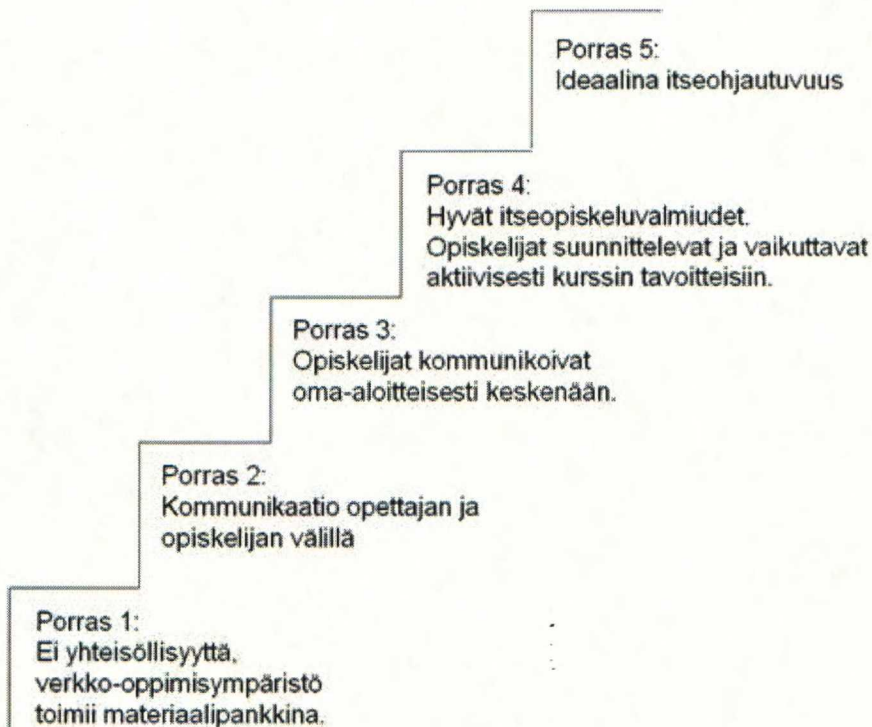 Porras 5:
Ideaalina itseohjautuvuus
Porras 4:
Hyvät itseopiskeluvalmiudet.
Opiskelijat suunnittelevat ja vaikuttavat
aktiivisesti kurssin tavoitteisiin.
Porras 3:
Opiskelijat kommunikoivat
oma-aloitteisesti keskenään.
Porras 2:
Kommunikaatio opettajan ja
opiskelijan välillä
Porras 1:
Ei yhteisöllisyyttä,
verkko-oppimisympäristö
toimii materiaalipankkina.